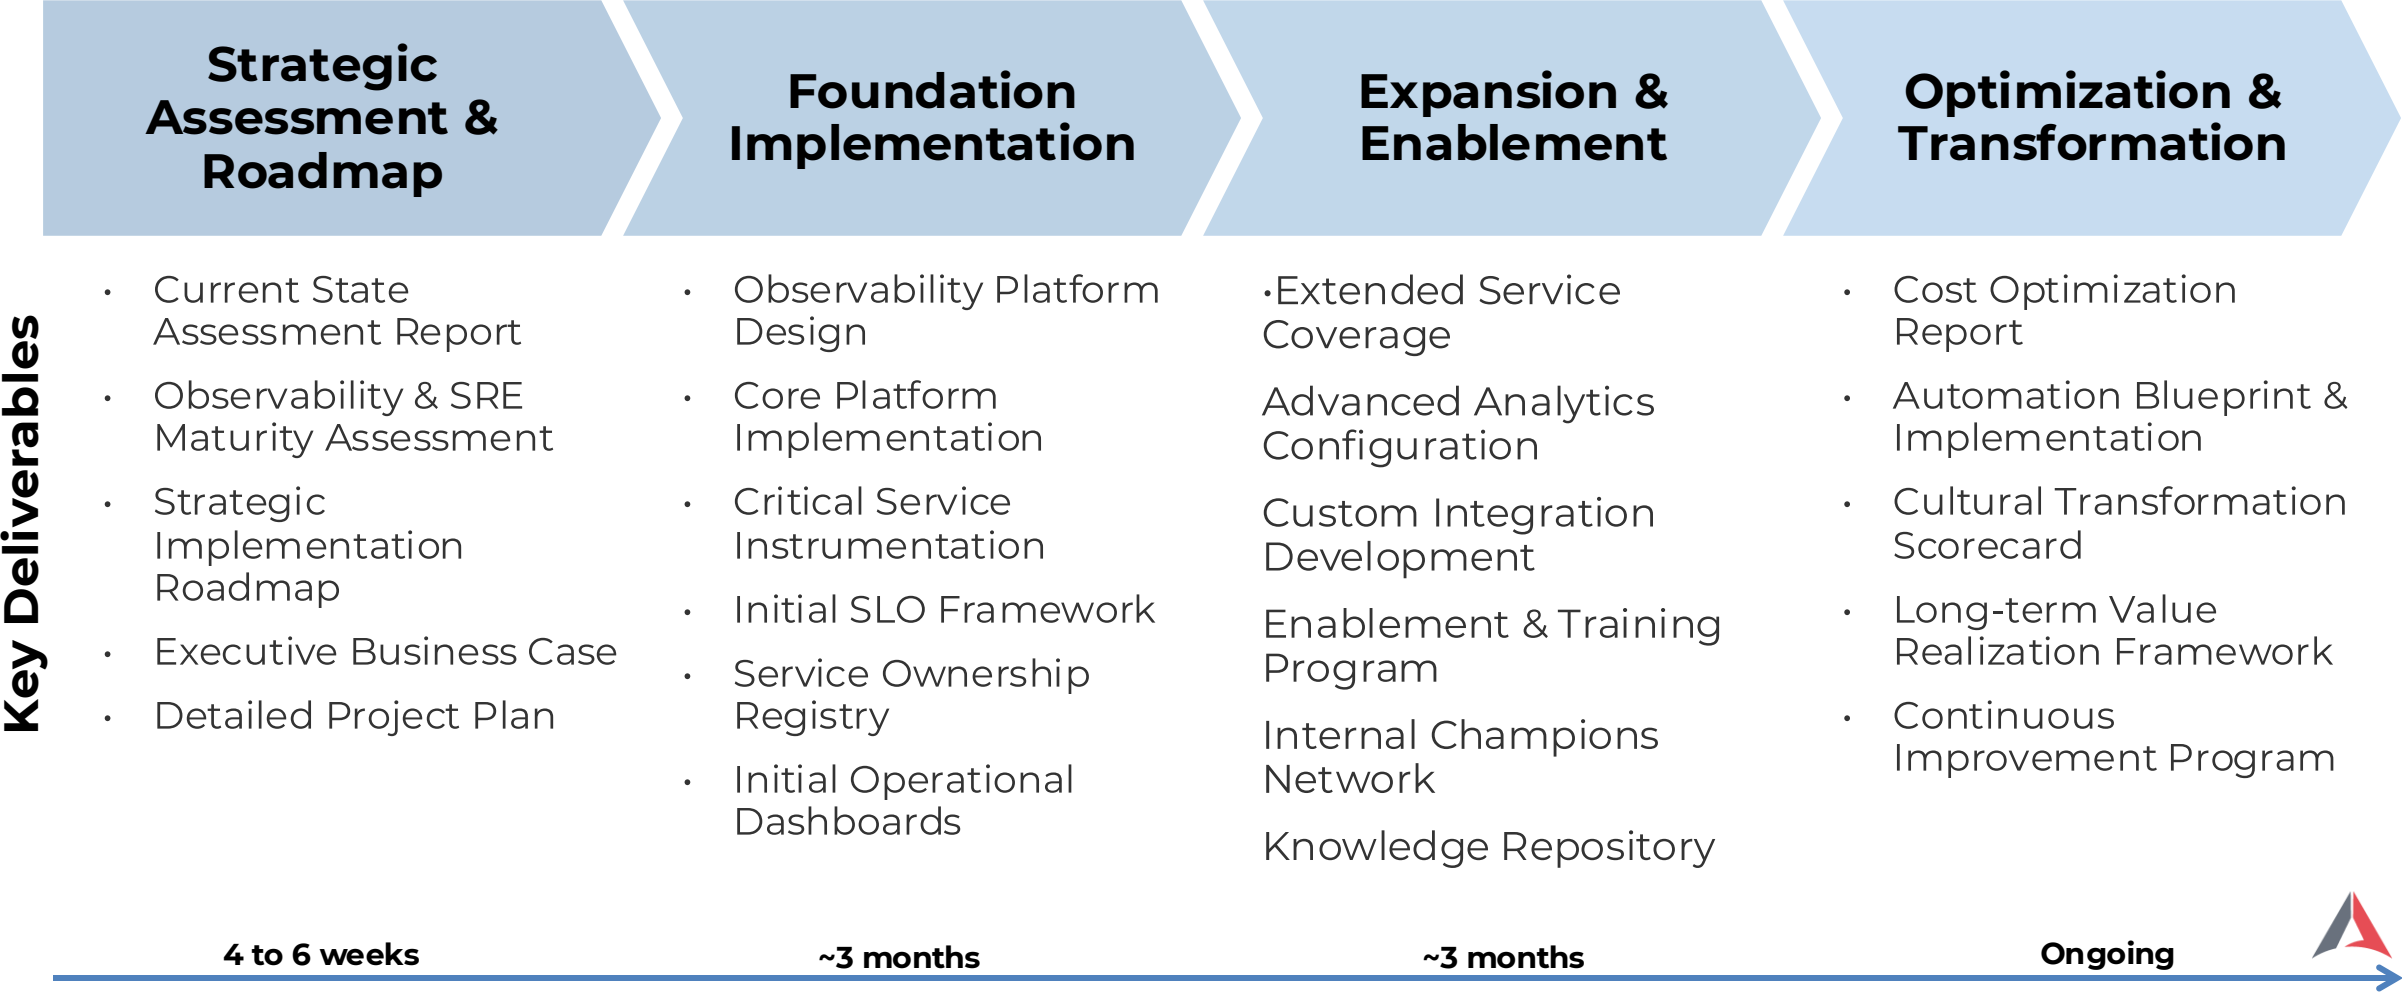 Strategic
Assessment &
Roadmap
Foundation
Implementation
Expansion &
Enablement
Optimization &
Transformation
Key Deliverables
• Current State
Assessment Report
• Observability & SRE
Maturity Assessment
• Strategic
Implementation
Roadmap
• Executive Business Case
• Detailed Project Plan
• Observability Platform
Design
• Core Platform
Implementation
• Critical Service
Instrumentation
• Initial SLO Framework
• Service Ownership
Registry
• Initial Operational
Dashboards
•Extended Service
Coverage
Advanced Analytics
Configuration
Custom Integration
Development
Enablement & Training
Program
Internal Champions
Network
Knowledge Repository
• Cost Optimization
Report
• Automation Blueprint &
Implementation
• Cultural Transformation
Scorecard
• Long-term Value
Realization Framework
• Continuous
Improvement Program
4 to 6 weeks
~3 months
~3 months
Ongoing